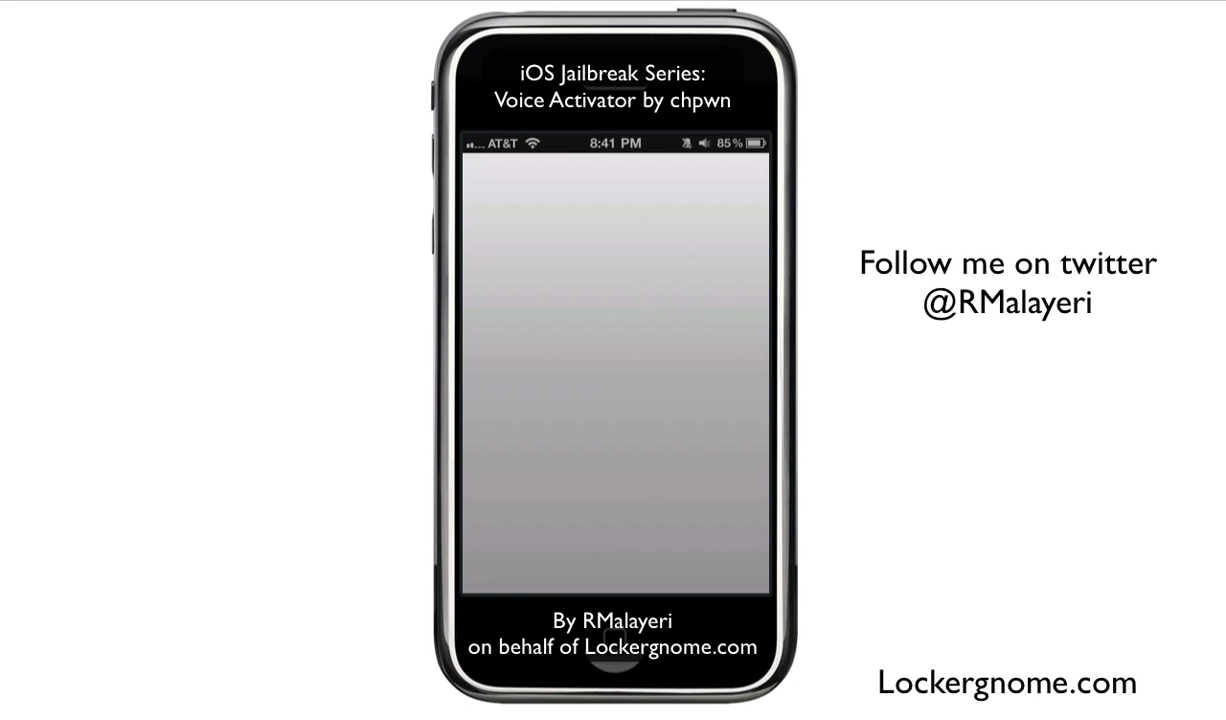 iOS Jailbreak Series:
Voice Activator by chpwn
AT&T 8:41 PM 85%
Follow me on twitter
@RMalayeri
By RMalayeri
on behalf of Lockergnome.com
Lockergnome.com